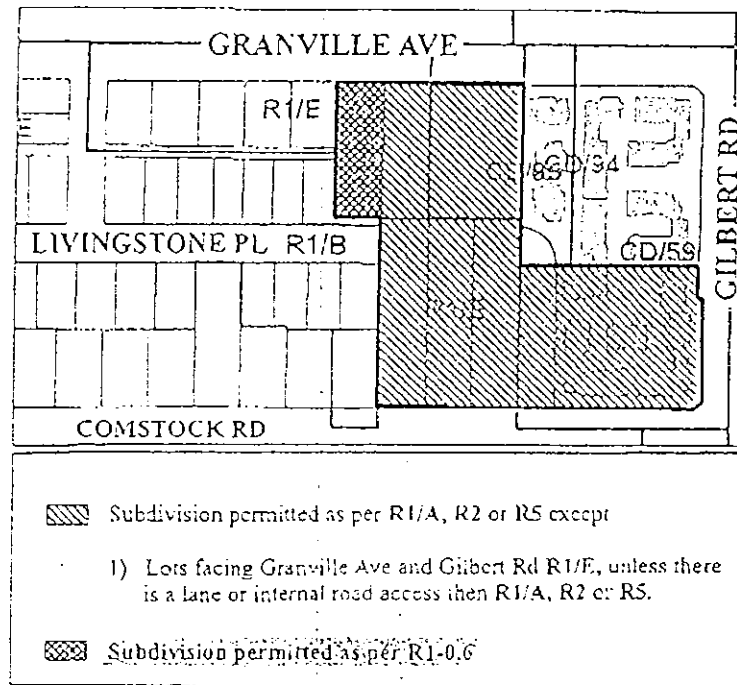 GRANVILLE AVE
R1/E
CD/94
GILBERT RD
LIVINGSTONE PL R1/B
CD/59
COMSTOCK RD
Subdivision permitted as per R1/A, R2 or R5 except
1) Lots facing Granville Ave and Gilbert Rd R1/E, unless there
is a lane or internal road access then R1/A, R2 or R5.
Subdivision permitted as per R1-0.6